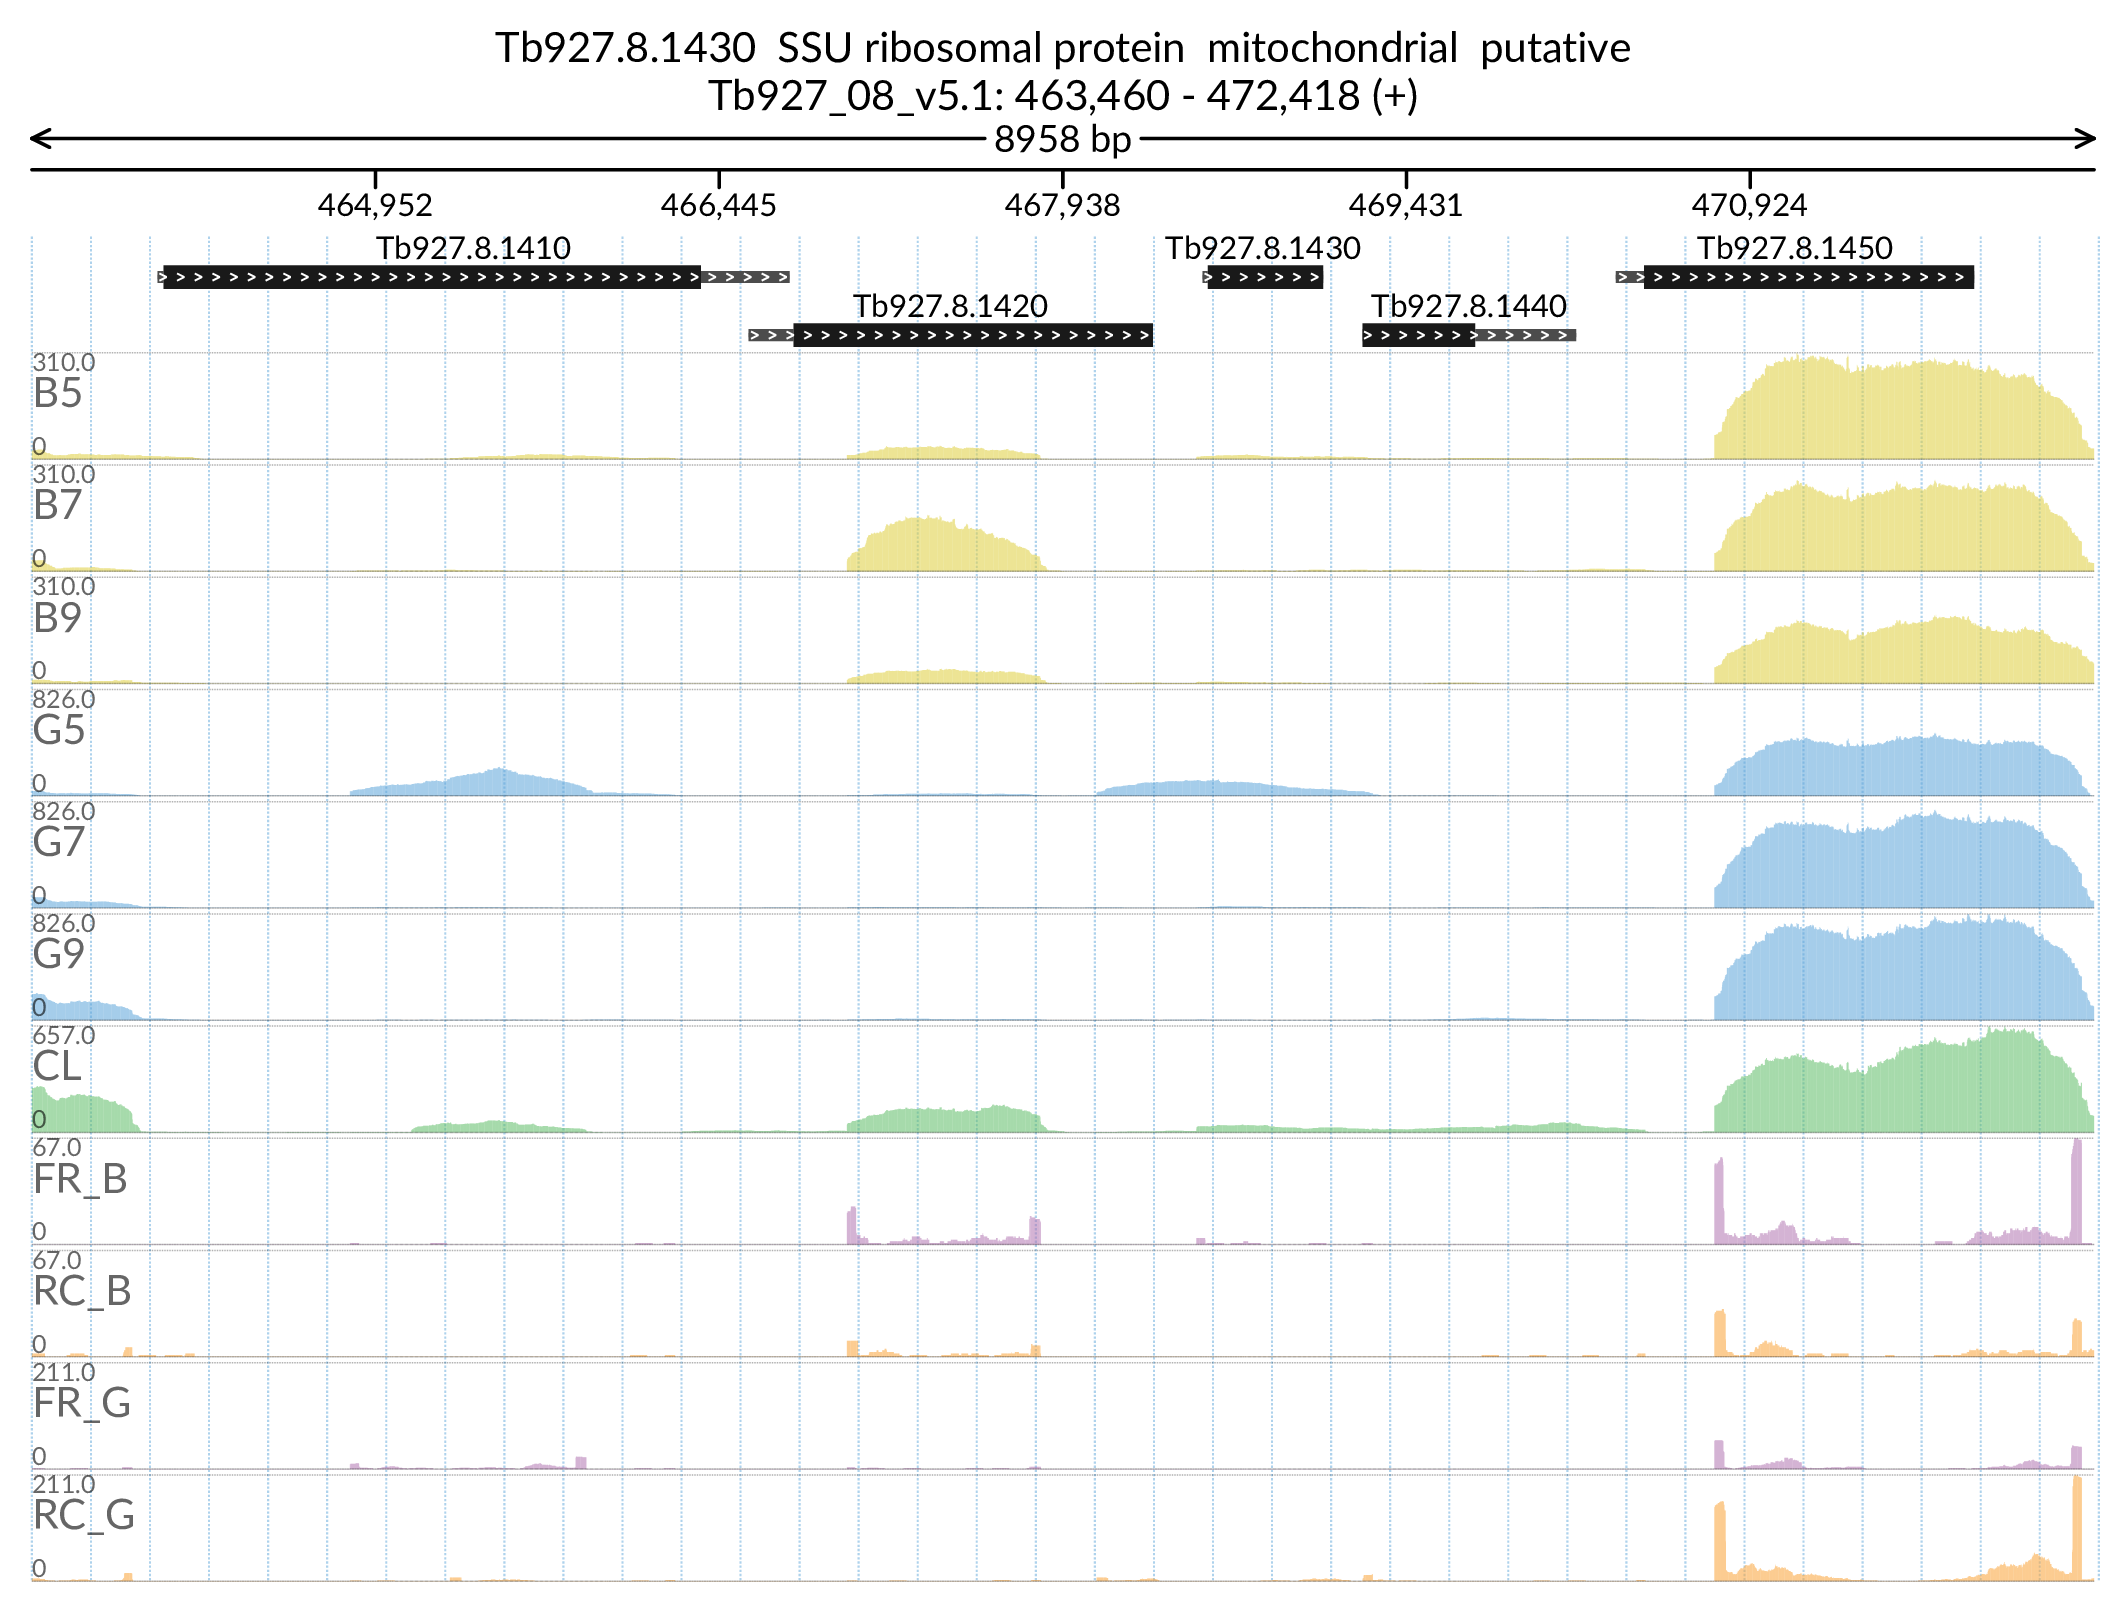 Tb927.8.1430  SSU ribosomal protein  mitochondrial  putative
Tb927_08_v5.1: 463,460 - 472,418 (+)
8958 bp
464,952 466,445 467,938 469,431 470,924
Tb927.8.1410 Tb927.8.1430 Tb927.8.1450
Tb927.8.1420 Tb927.8.1440
310.0
B5
0
310.0
B7
0
310.0
B9
0
826.0
G5
0
826.0
G7
0
826.0
G9
0
657.0
CL
0
67.0
FR_B
0
67.0
RC_B
0
211.0
FR_G
0
211.0
RC_G
0